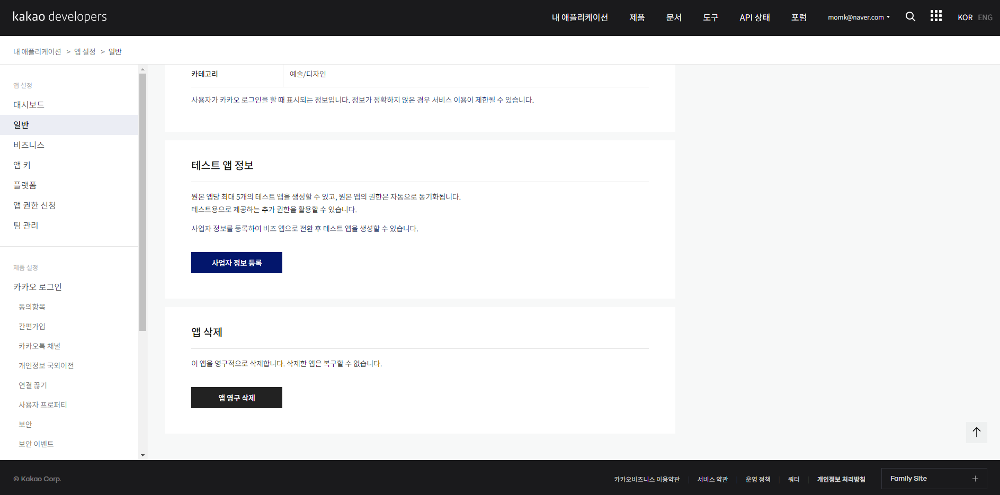 kakao developers
내 애플리케이션 제품 문서 도구 API 상태 포럼 momk@naver.com KOR ENG
내 애플리케이션 > 앱 설정 > 일반
앱 설정
대시보드
일반
비즈니스
앱 키
플랫폼
앱 권한 신청
팀 관리
제품 설정
카카오 로그인
동의항목
간편가입
카카오톡 채널
개인정보 국외이전
연결 끊기
사용자 프로퍼티
보안
보안 이벤트
카테고리 예술/디자인
사용자가 카카오 로그인을 할 때 표시되는 정보입니다. 정보가 정확하지 않은 경우 서비스 이용이 제한될 수 있습니다.
테스트 앱 정보
원본 앱당 최대 5개의 테스트 앱을 생성할 수 있고, 원본 앱의 권한은 자동으로 동기화됩니다.
테스트용으로 제공하는 추가 권한을 활용할 수 있습니다.
사업자 정보를 등록하여 비즈 앱으로 전환 후 테스트 앱을 생성할 수 있습니다.
사업자 정보 등록
앱 삭제
이 앱을 영구적으로 삭제합니다. 삭제한 앱은 복구할 수 없습니다.
앱 영구 삭제
© Kakao Corp.
카카오비즈니스 이용약관 서비스 약관 운영 정책 쿼터 개인정보 처리방침 Family Site